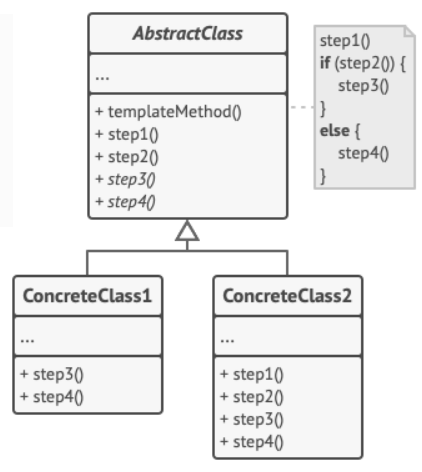 AbstractClass
...
+ templateMethod()
+ step1()
+ step2()
+ step3()
+ step4()
step1()
if (step2()) {
step3()
}
else {
step4()
}
ConcreteClass1
...
+ step3()
+ step4()
ConcreteClass2
...
+ step1()
+ step2()
+ step3()
+ step4()